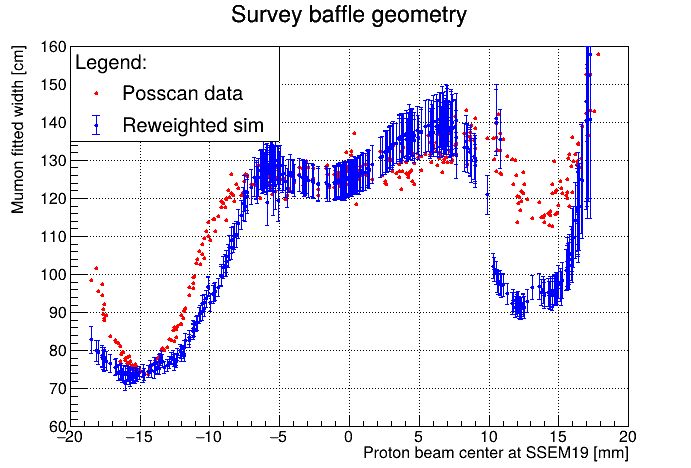 Survey baffle geometry
Mumon fitted width [cm]
Legend:
Posscan data
Reweighted sim
160
150
140
130
120
110
100
90
80
70
60
−20 −15 −10 −5 0 5 10 15 20
Proton beam center at SSEM19 [mm]